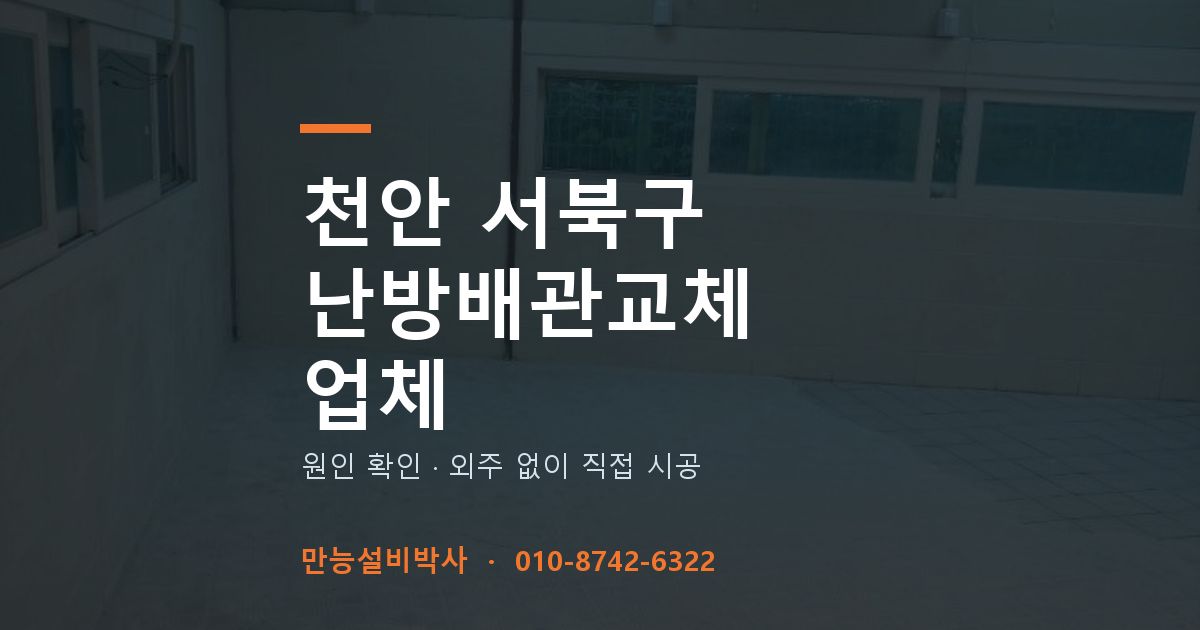 천안 서북구
난방배관교체
업체
원인 확인 · 외주 없이 직접 시공
만능설비박사 · 010-8742-6322